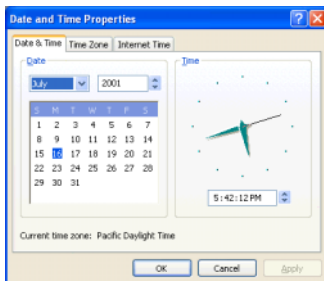 Date and Time Properties
Date & Time Time Zone Internet Time
Date
Time
July 2001
S M T W T F S
1 2 3 4 5 6 7
8 9 10 11 12 13 14
15 16 17 18 19 20 21
22 23 24 25 26 27 28
29 30 31
5:42:12 PM
Current time zone: Pacific Daylight Time
OK Cancel Apply